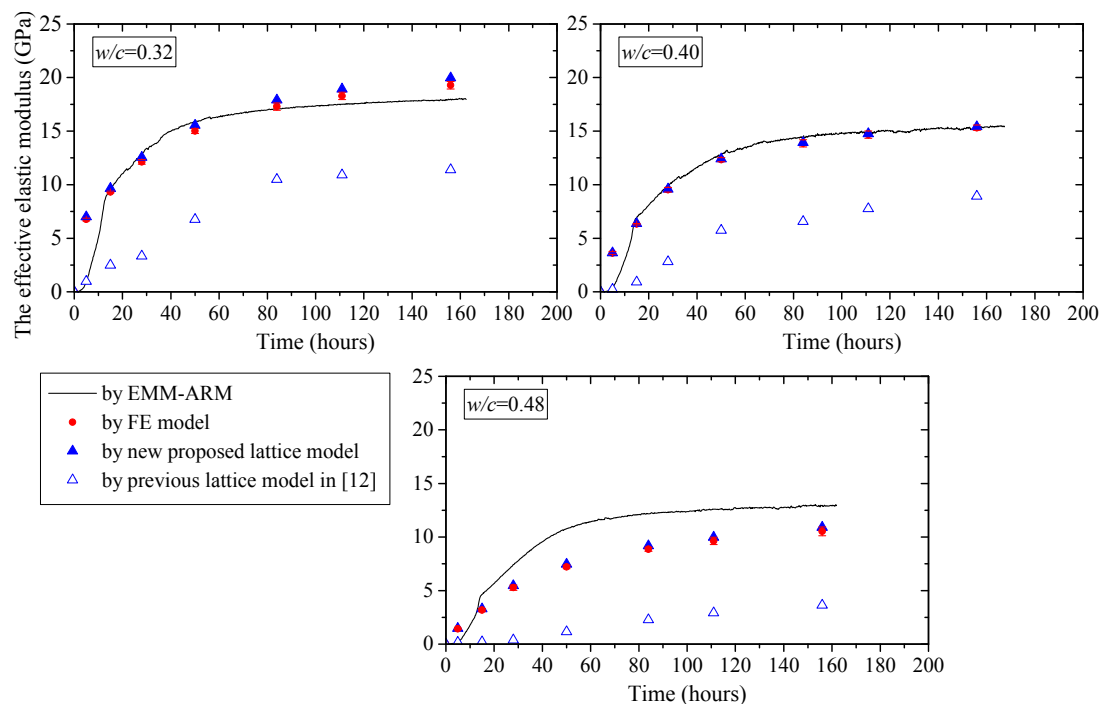 The effective elastic modulus (GPa)
w/c=0.32
25
20
15
10
5
0
0 20 40 60 80 100 120 140 160 180 200
Time (hours)
w/c=0.40
25
20
15
10
5
0
0 20 40 60 80 100 120 140 160 180 200
Time (hours)
by EMM-ARM
by FE model
by new proposed lattice model
by previous lattice model in [12]
w/c=0.48
25
20
15
10
5
0
0 20 40 60 80 100 120 140 160 180 200
Time (hours)